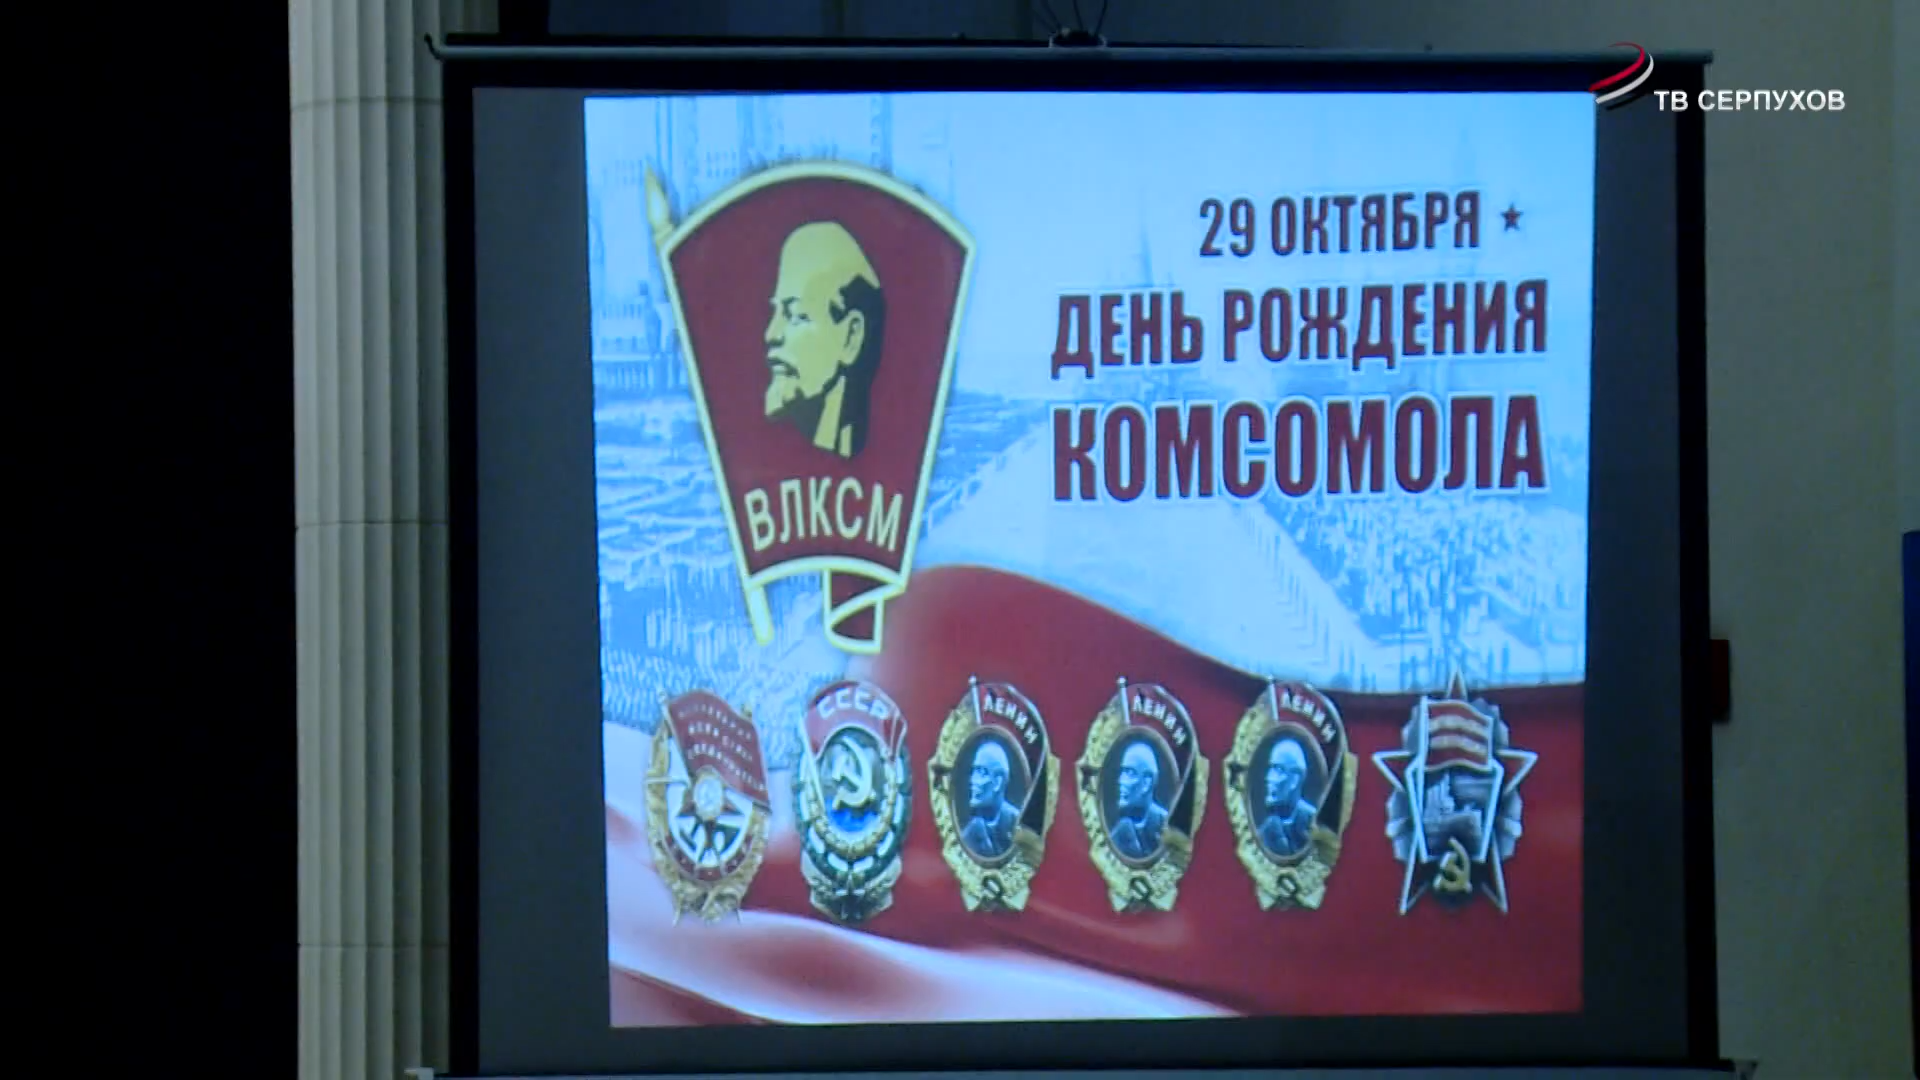 ТВ СЕРПУХОВ
29 ОКТЯБРЯ
ДЕНЬ РОЖДЕНИЯ
КОМСОМОЛА
ВЛКСМ
СССР
ЛЕНИН
ЛЕНИН
ЛЕНИН